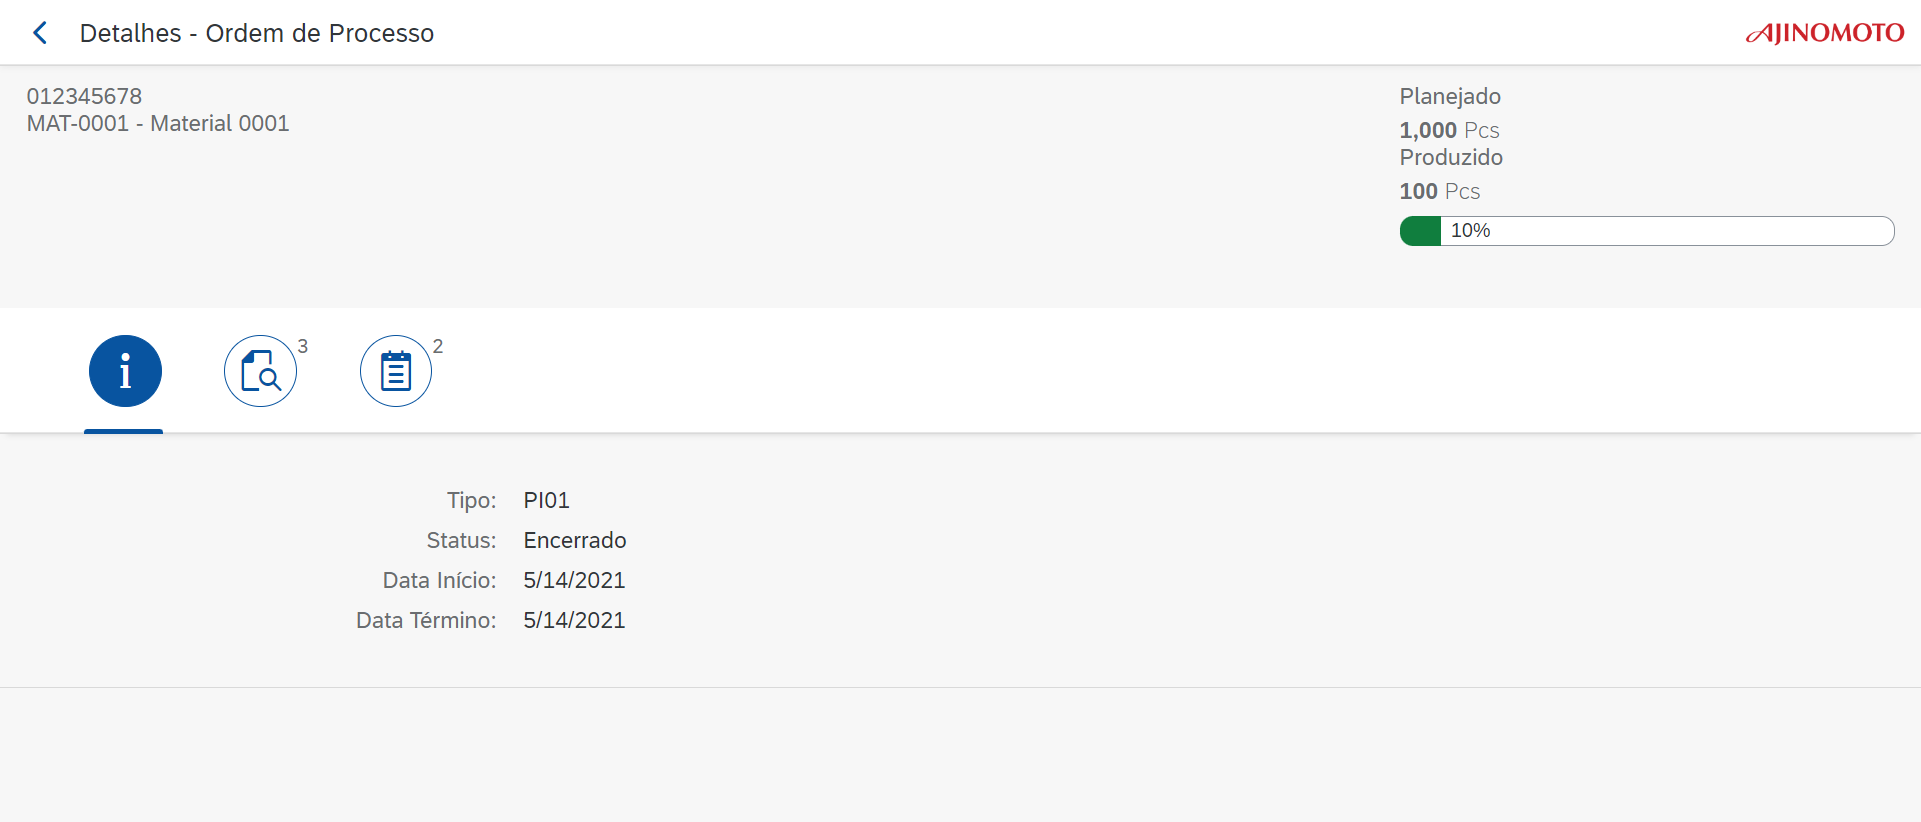 Detalhes - Ordem de Processo
AJINOMOTO
012345678
MAT-0001 - Material 0001
Planejado
1,000 Pcs
Produzido
100 Pcs
10%
3
2
Tipo: PI01
Status: Encerrado
Data Início: 5/14/2021
Data Término: 5/14/2021